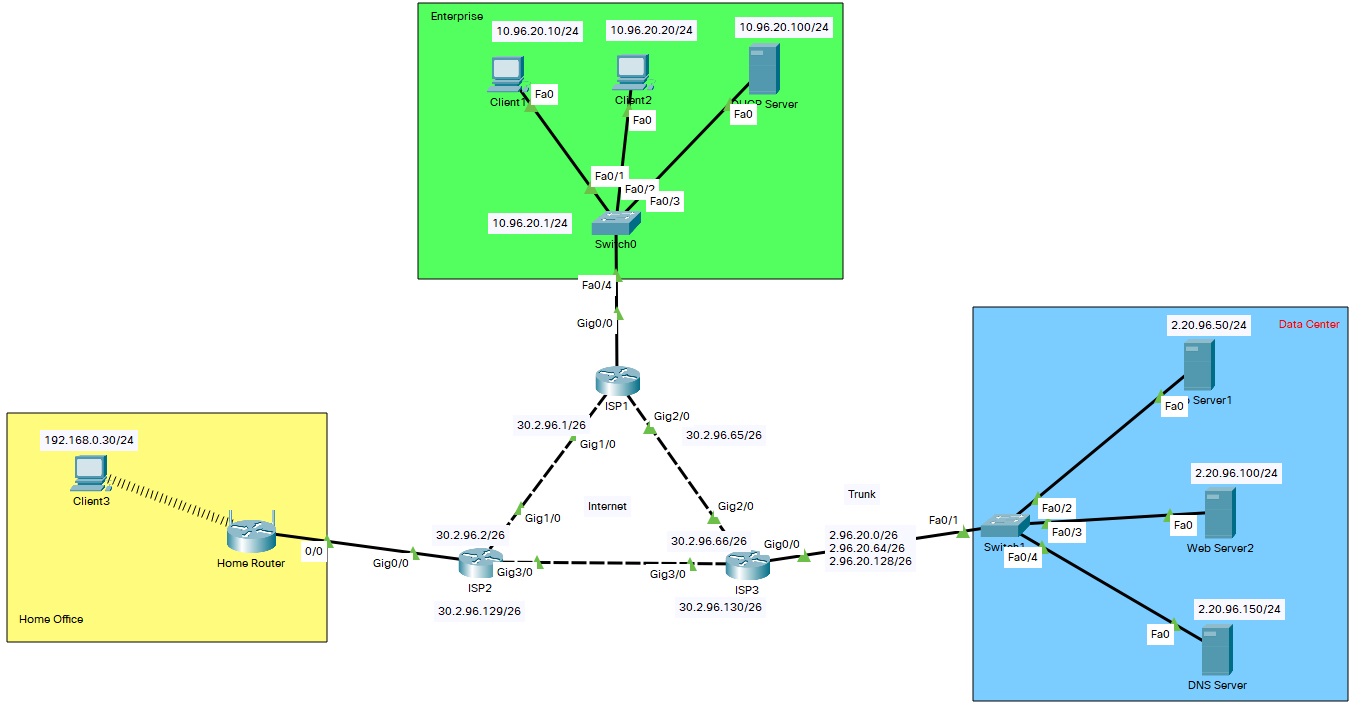 Enterprise
10.96.20.10/24
10.96.20.20/24
10.96.20.100/24
Client1
Fa0
Client2
Fa0
DHCP Server
Fa0
Fa0/1
Fa0/2
Fa0/3
10.96.20.1/24
Switch0
Fa0/4
Gig0/0
ISP1
30.2.96.1/26
Gig1/0
Gig2/0
30.2.96.65/26
Internet
Gig1/0
Gig2/0
30.2.96.2/26
30.2.96.66/26
Gig0/0
Gig3/0
Gig3/0
Gig0/0
ISP2
ISP3
30.2.96.129/26
30.2.96.130/26
192.168.0.30/24
Client3
Home Router
0/0
Home Office
Trunk
2.96.20.0/26
2.96.20.64/26
2.96.20.128/26
Data Center
2.20.96.50/24
Server1
Fa0
2.20.96.100/24
Fa0/1
Fa0/2
Fa0/3
Fa0
Web Server2
Switch1
Fa0/4
2.20.96.150/24
Fa0
DNS Server